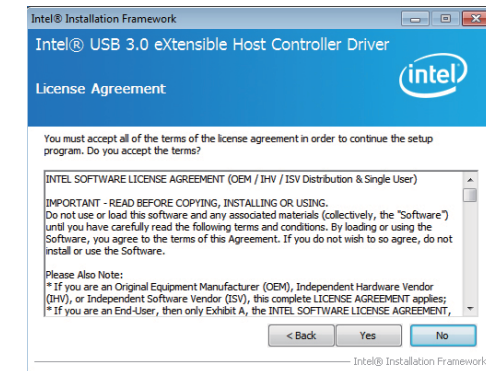 Intel® Installation Framework
Intel® USB 3.0 eXtensible Host Controller Driver
intel
License Agreement
You must accept all of the terms of the license agreement in order to continue the setup
program. Do you accept the terms?
INTEL SOFTWARE LICENSE AGREEMENT (OEM / IHV / ISV Distribution & Single User)
IMPORTANT - READ BEFORE COPYING, INSTALLING OR USING.
Do not use or load this software and any associated materials (collectively, the "Software")
until you have carefully read the following terms and conditions. By loading or using the
Software, you agree to the terms of this Agreement. If you do not wish to so agree, do not
install or use the Software.
Please Also Note:
* If you are an Original Equipment Manufacturer (OEM), Independent Hardware Vendor
(IHV), or Independent Software Vendor (ISV), this complete LICENSE AGREEMENT applies;
* If you are an End-User, then only Exhibit A, the INTEL SOFTWARE LICENSE AGREEMENT,
< Back Yes No
Intel® Installation Framework